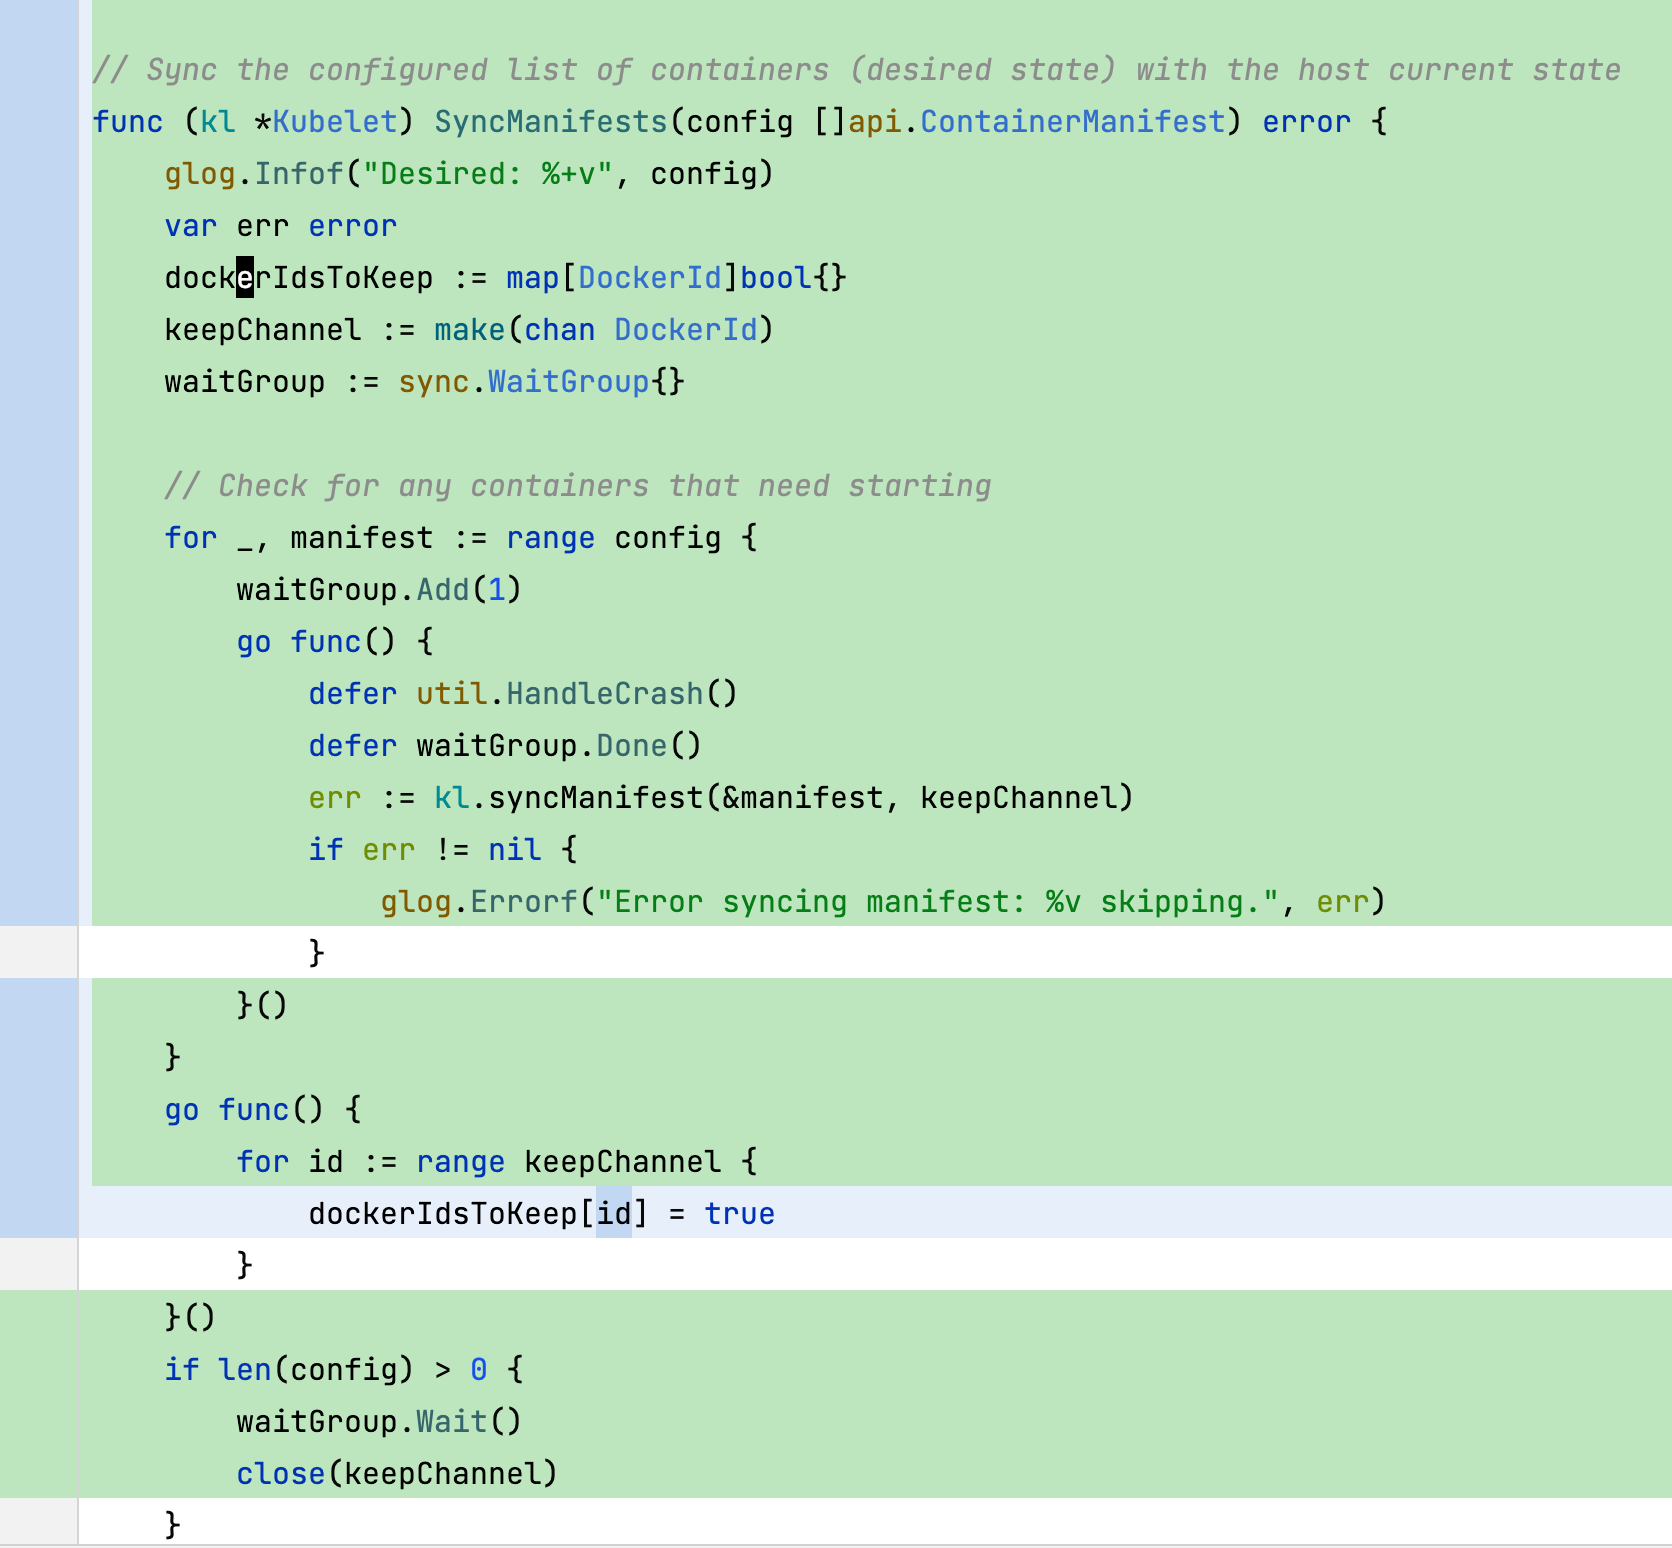 // Sync the configured list of containers (desired state) with the host current state
func (kl *Kubelet) SyncManifests(config []api.ContainerManifest) error {
    glog.Infof("Desired: %+v", config)
    var err error
    dockerIdsToKeep := map[DockerId]bool{}
    keepChannel := make(chan DockerId)
    waitGroup := sync.WaitGroup{}

    // Check for any containers that need starting
    for _, manifest := range config {
        waitGroup.Add(1)
        go func() {
            defer util.HandleCrash()
            defer waitGroup.Done()
            err := kl.syncManifest(&manifest, keepChannel)
            if err != nil {
                glog.Errorf("Error syncing manifest: %v skipping.", err)
            }
        }()
    }
    go func() {
        for id := range keepChannel {
            dockerIdsToKeep[id] = true
        }
    }()
    if len(config) > 0 {
        waitGroup.Wait()
        close(keepChannel)
    }